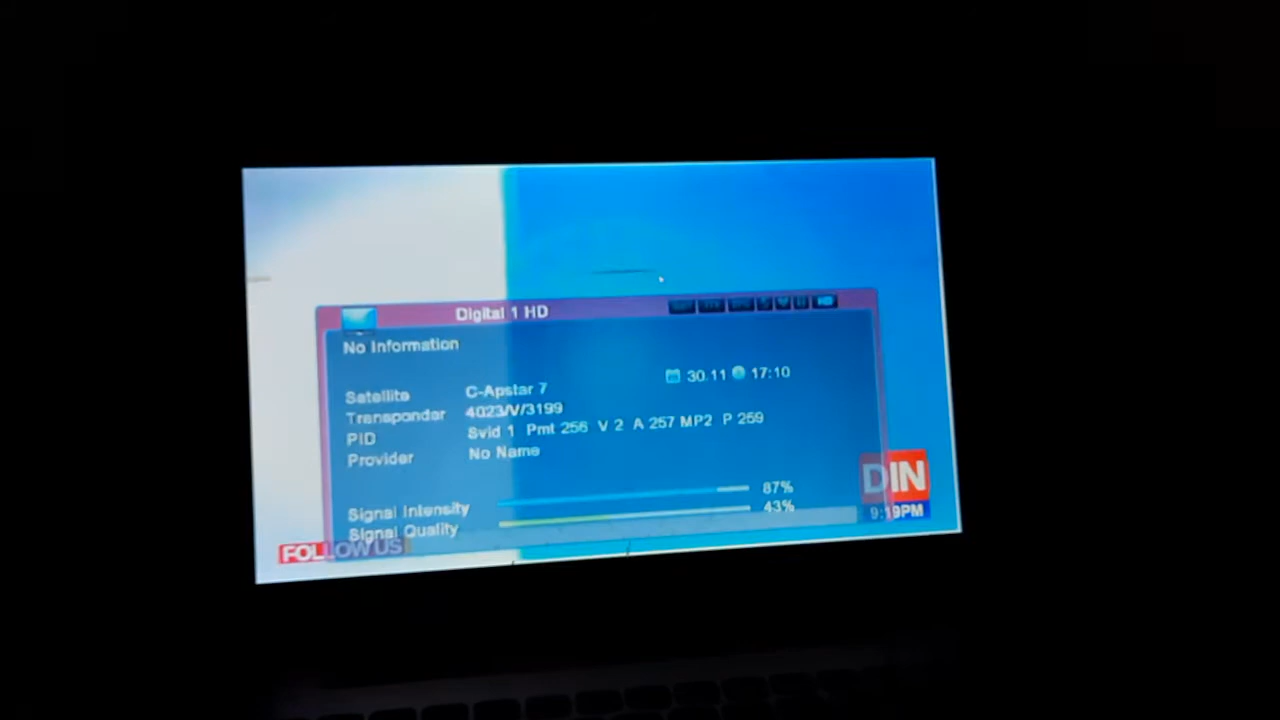 Digital 1 HD
HD
No Information
30.11 17:10
Satellite C-Apstar 7
Transponder 4023/V/3199
PID Svid 1 Pmt 256 V 2 A 257 MP2 P 259
Provider No Name
DIN
Signal Intensity 87%
9:19PM
Signal Quality 43%
FOLLOW US